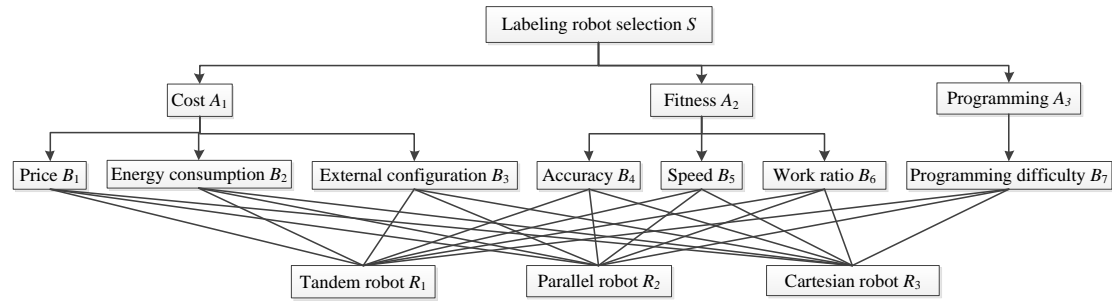 Labeling robot selection S
Cost A1
Fitness A2
Programming A3
Price B1
Energy consumption B2
External configuration B3
Accuracy B4
Speed B5
Work ratio B6
Programming difficulty B7
Tandem robot R1
Parallel robot R2
Cartesian robot R3